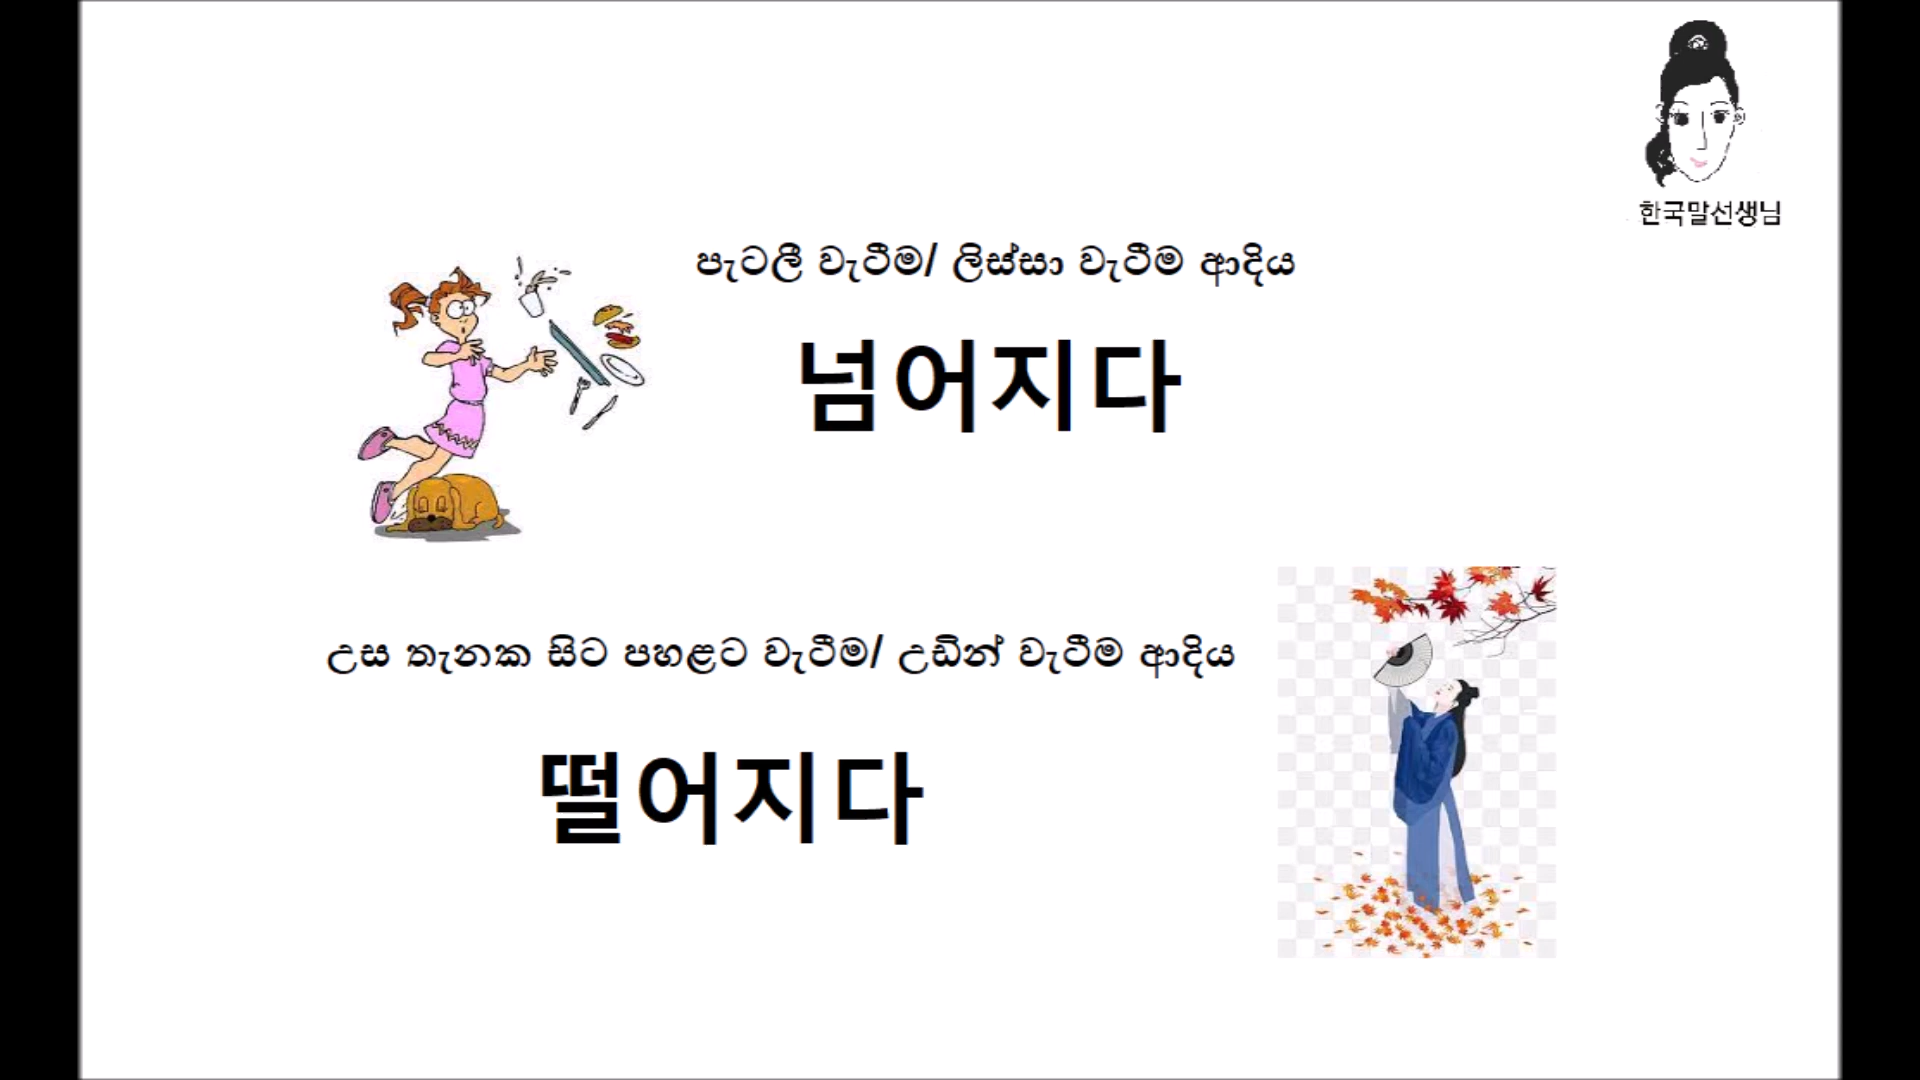 한국말선생님
පැටලී වැටීම/ ලිස්සා වැටීම ආදිය
넘어지다
උස තැනක සිට පහළට වැටීම/ උඩින් වැටීම ආදිය
떨어지다